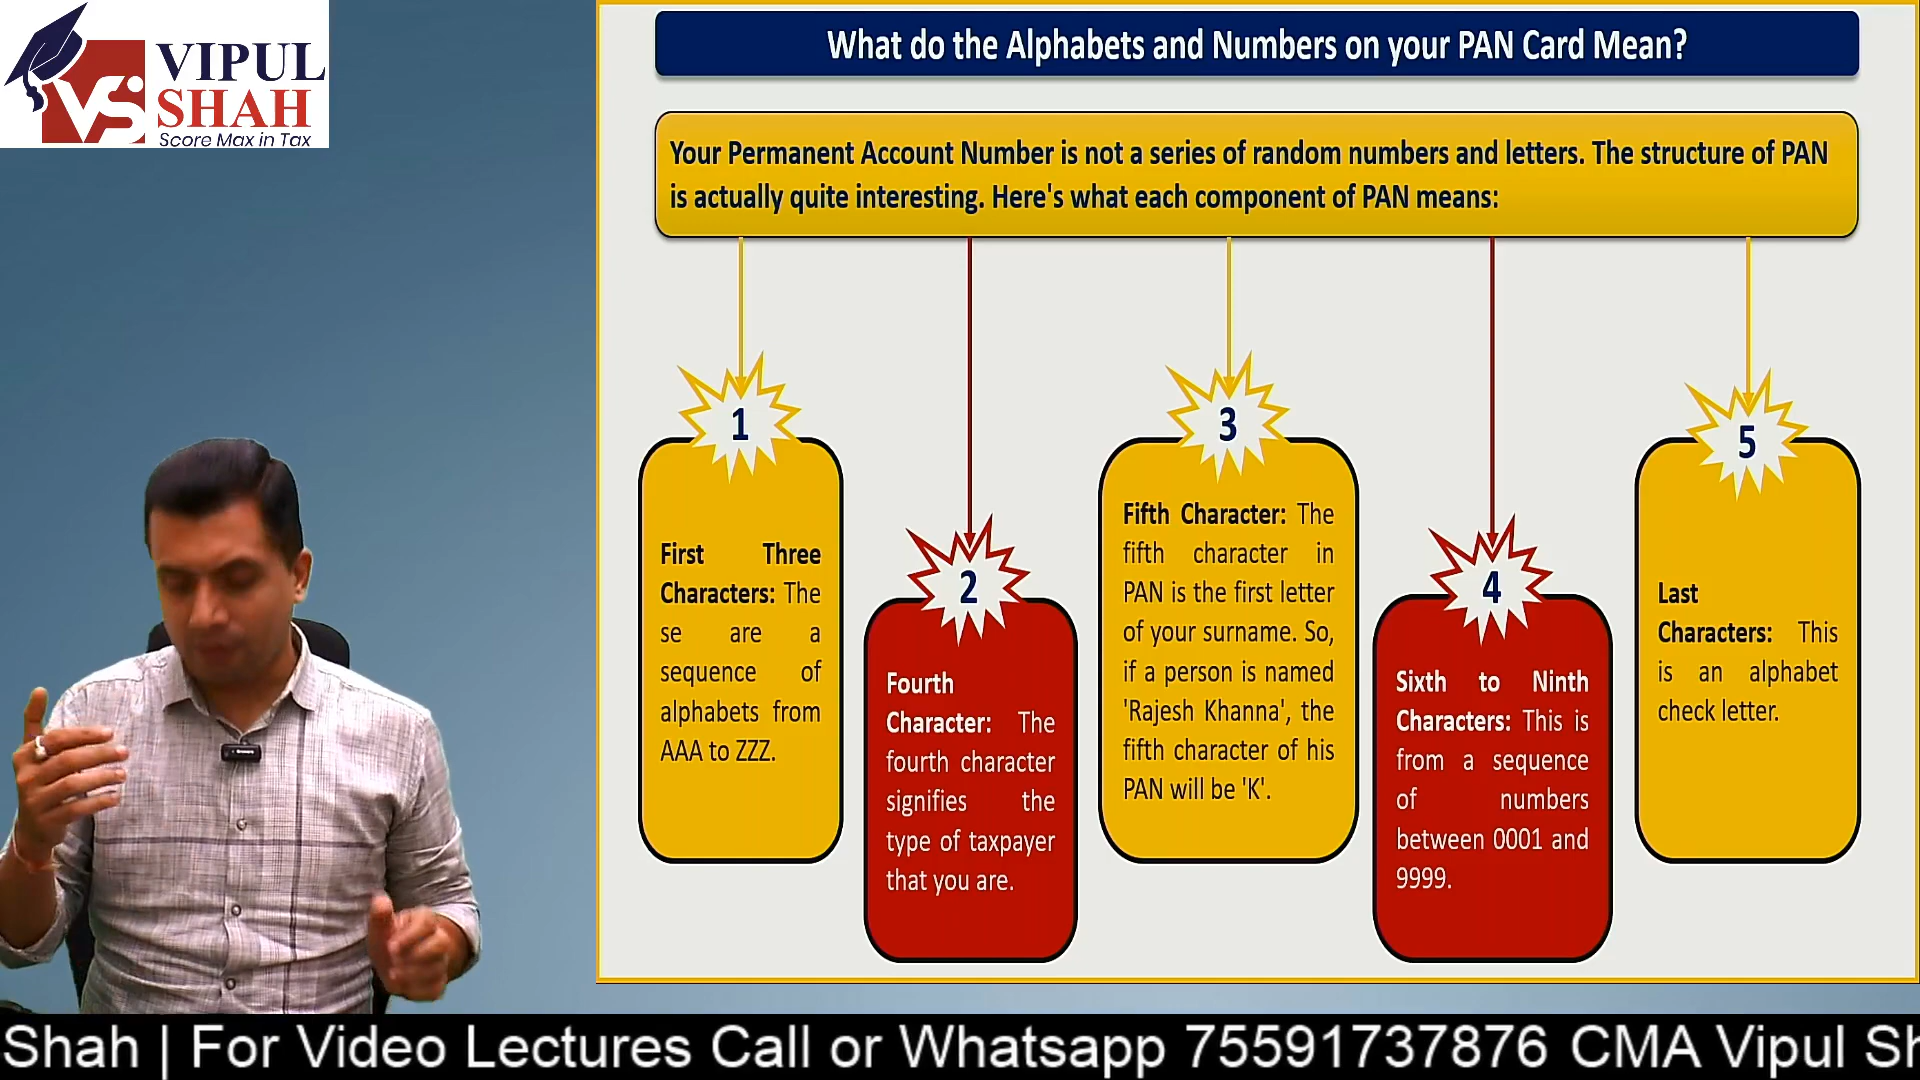 VIPUL
SHAH
Score Max in Tax
VS
What do the Alphabets and Numbers on your PAN Card Mean?
Your Permanent Account Number is not a series of random numbers and letters. The structure of PAN
is actually quite interesting. Here's what each component of PAN means:
1
First Three
Characters: The
se are a
sequence of
alphabets from
AAA to ZZZ.
2
Fourth
Character: The
fourth character
signifies the
type of taxpayer
that you are.
3
Fifth Character: The
fifth character in
PAN is the first letter
of your surname. So,
if a person is named
'Rajesh Khanna', the
fifth character of his
PAN will be 'K'.
4
Sixth to Ninth
Characters: This is
from a sequence
of numbers
between 0001 and
9999.
5
Last
Characters: This
is an alphabet
check letter.
Shah | For Video Lectures Call or Whatsapp 75591737876 CMA Vipul Sh